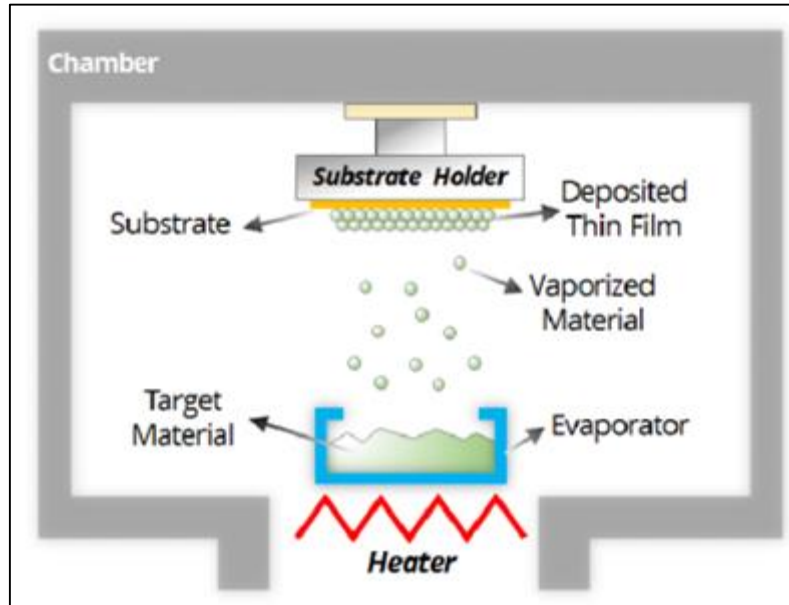 Chamber
Substrate Holder
Substrate
Deposited
Thin Film
Vaporized
Material
Target
Material
Evaporator
Heater